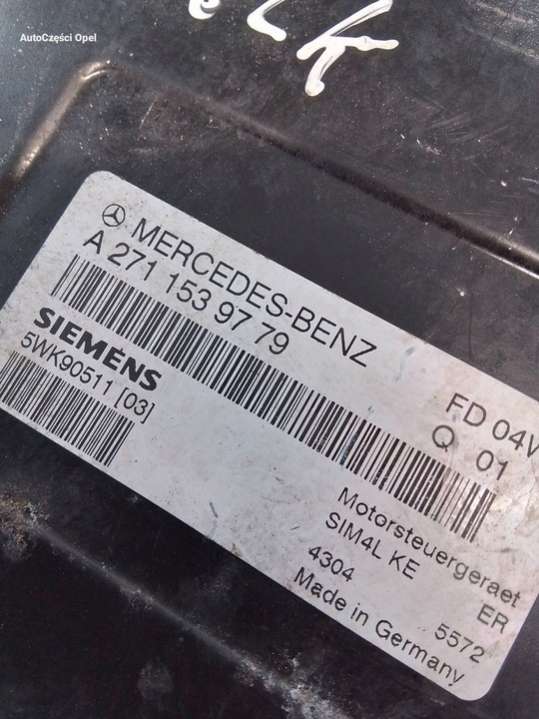 AutoCzęści Opel
MERCEDES-BENZ
A 271 153 97 79
SIEMENS
5WK90511 [03]
FD 04
Q 01
Motorsteuergeraet
SIM4L KE ER
4304 5572
Made in Germany